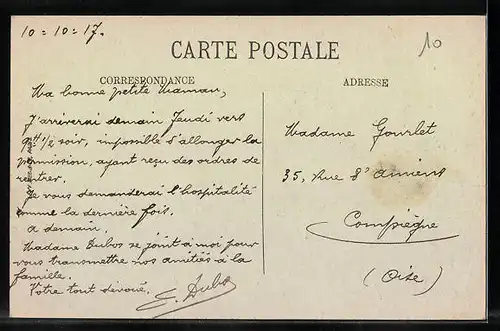 10=10=17.
10
CARTE POSTALE
CORRESPONDANCE
ADRESSE
Ma bonne petite Maman,
J'arriverai demain Jeudi vers
9H 1/2 soir, impossible d'allonger la
permission, ayant reçu des ordres de
rentrer.
Je vous demanderai l'hospitalité
comme la dernière fois.
a demain.
Madame Dubos se joint à moi pour
vous transmettre nos amitiés à la
famille.
Votre tout dévoué.
E. Dubos
Madame Gourlet
35, Rue d'amiens
Compiègne
(Oise)